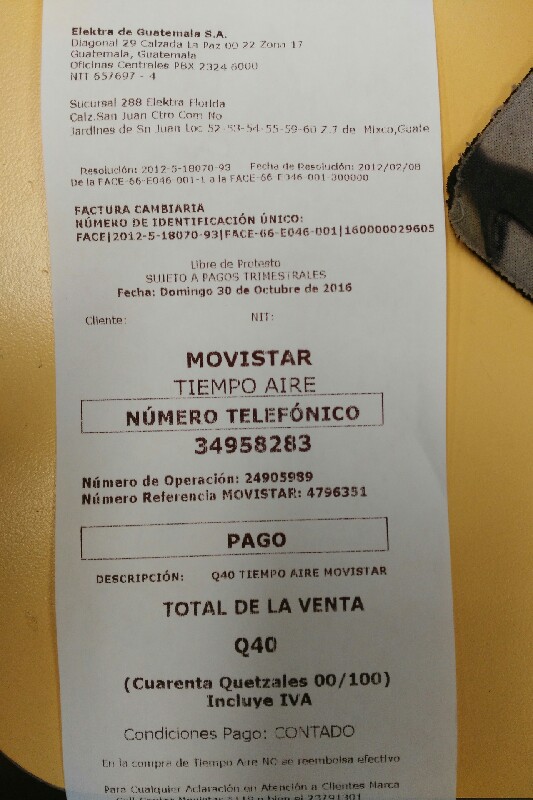 Elektra de Guatemala S.A.
Diagonal 29 Calzada La Paz 00 22 Zona 17
Guatemala, Guatemala
Oficinas Centrales PBX 2324 6000
NIT 657697 - 4
Sucursal 288 Elektra Florida
Calz.San Juan Ctro Com No
Jardines de Sn Juan Loc 52-53-54-55-59-60 Z.7 de Mixco,Guate
Resolución: 2012-5-18070-93 Fecha de Resolución: 2012/02/08
De la FACE-66-E046-001-1 a la FACE-66-E046-001-300000
FACTURA CAMBIARIA
NÚMERO DE IDENTIFICACIÓN ÚNICO:
FACE|2012-5-18070-93|FACE-66-E046-001|160000029605
Libre de Protesto
SUJETO A PAGOS TRIMESTRALES
Fecha: Domingo 30 de Octubre de 2016
Cliente: NIT:
MOVISTAR
TIEMPO AIRE
NÚMERO TELEFÓNICO
34958283
Número de Operación: 24905989
Número Referencia MOVISTAR: 4796351
PAGO
DESCRIPCIÓN: Q40 TIEMPO AIRE MOVISTAR
TOTAL DE LA VENTA
Q40
(Cuarenta Quetzales 00/100)
Incluye IVA
Condiciones Pago: CONTADO
En la compra de Tiempo Aire NO se reembolsa efectivo
Para Cualquier Aclaración en Atención a Clientes Marca
Call Center Movistar o bien al 23791301